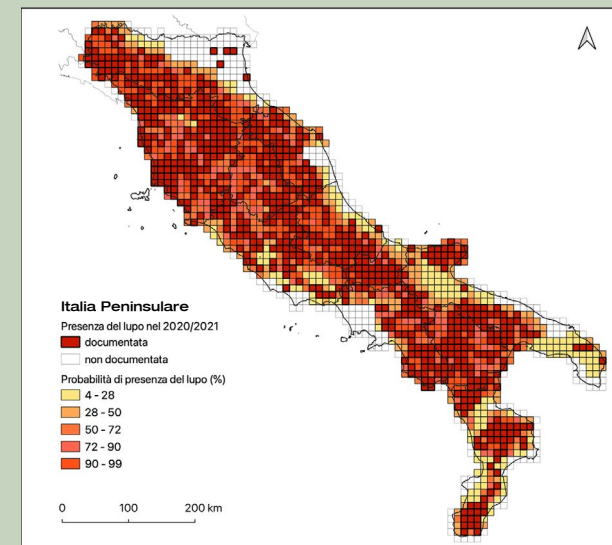 Italia Peninsulare
Presenza del lupo nel 2020/2021
documentata
non documentata
Probabilità di presenza del lupo (%)
4 - 28
28 - 50
50 - 72
72 - 90
90 - 99
0 100 200 km